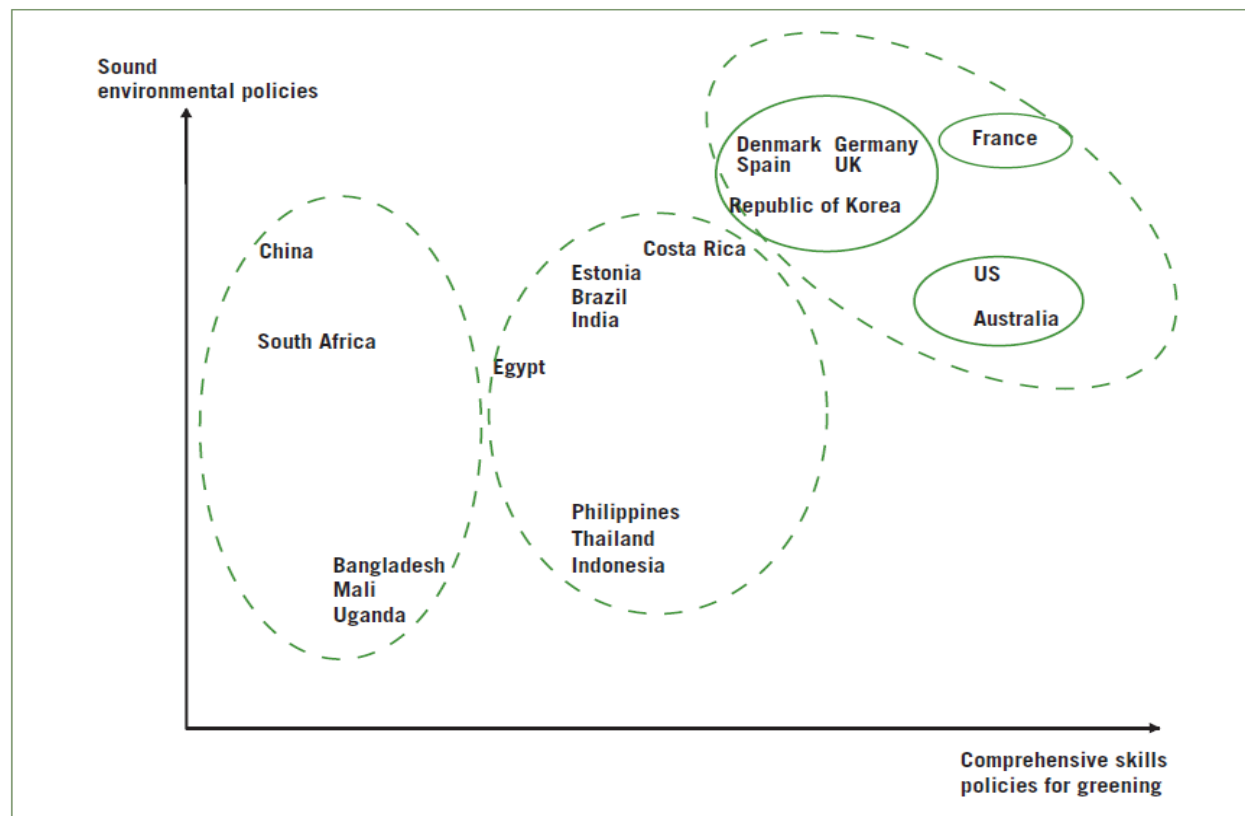 Sound
environmental policies
Denmark Germany
Spain UK
Republic of Korea
France
China
Costa Rica
Estonia
Brazil
India
US
Australia
South Africa
Egypt
Philippines
Thailand
Indonesia
Bangladesh
Mali
Uganda
Comprehensive skills
policies for greening